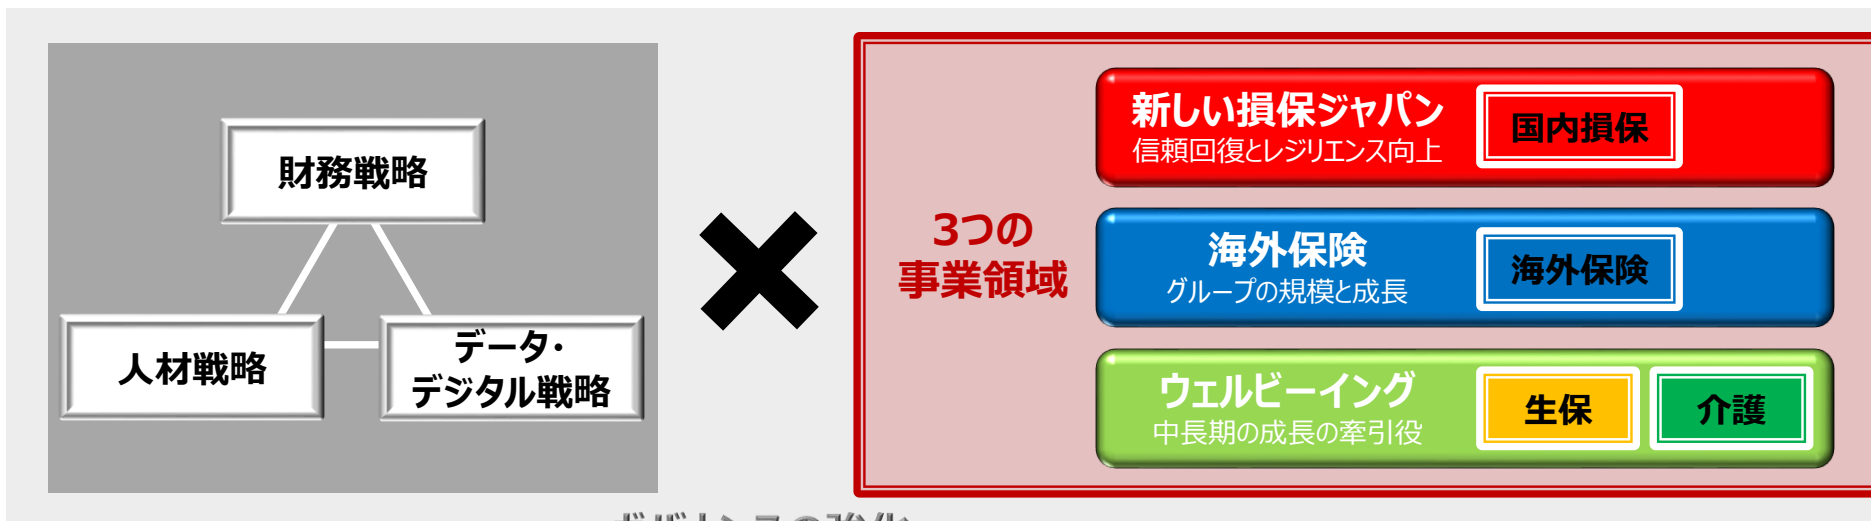 財務戦略
人材戦略
データ・
デジタル戦略
3つの
事業領域
新しい損保ジャパン
信頼回復とレジリエンス向上
国内損保
海外保険
グループの規模と成長
海外保険
ウェルビーイング
中長期の成長の牽引役
生保
介護